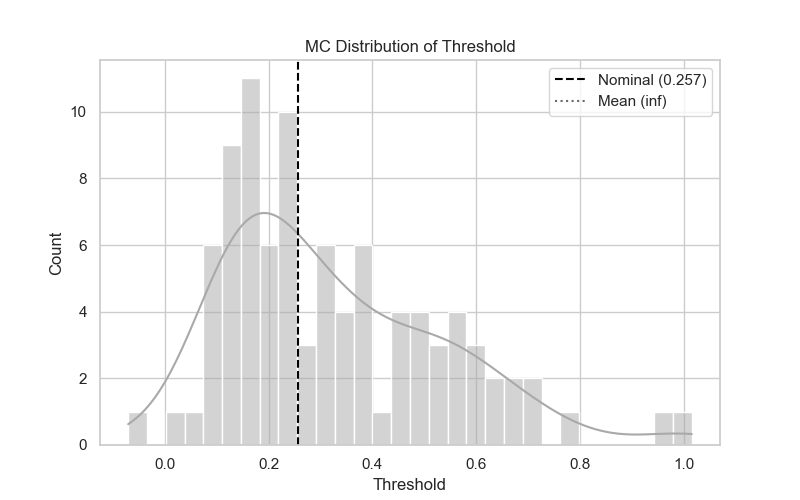 MC Distribution of Threshold
Nominal (0.257)
Mean (inf)
Count
10
8
6
4
2
0
0.0 0.2 0.4 0.6 0.8 1.0
Threshold